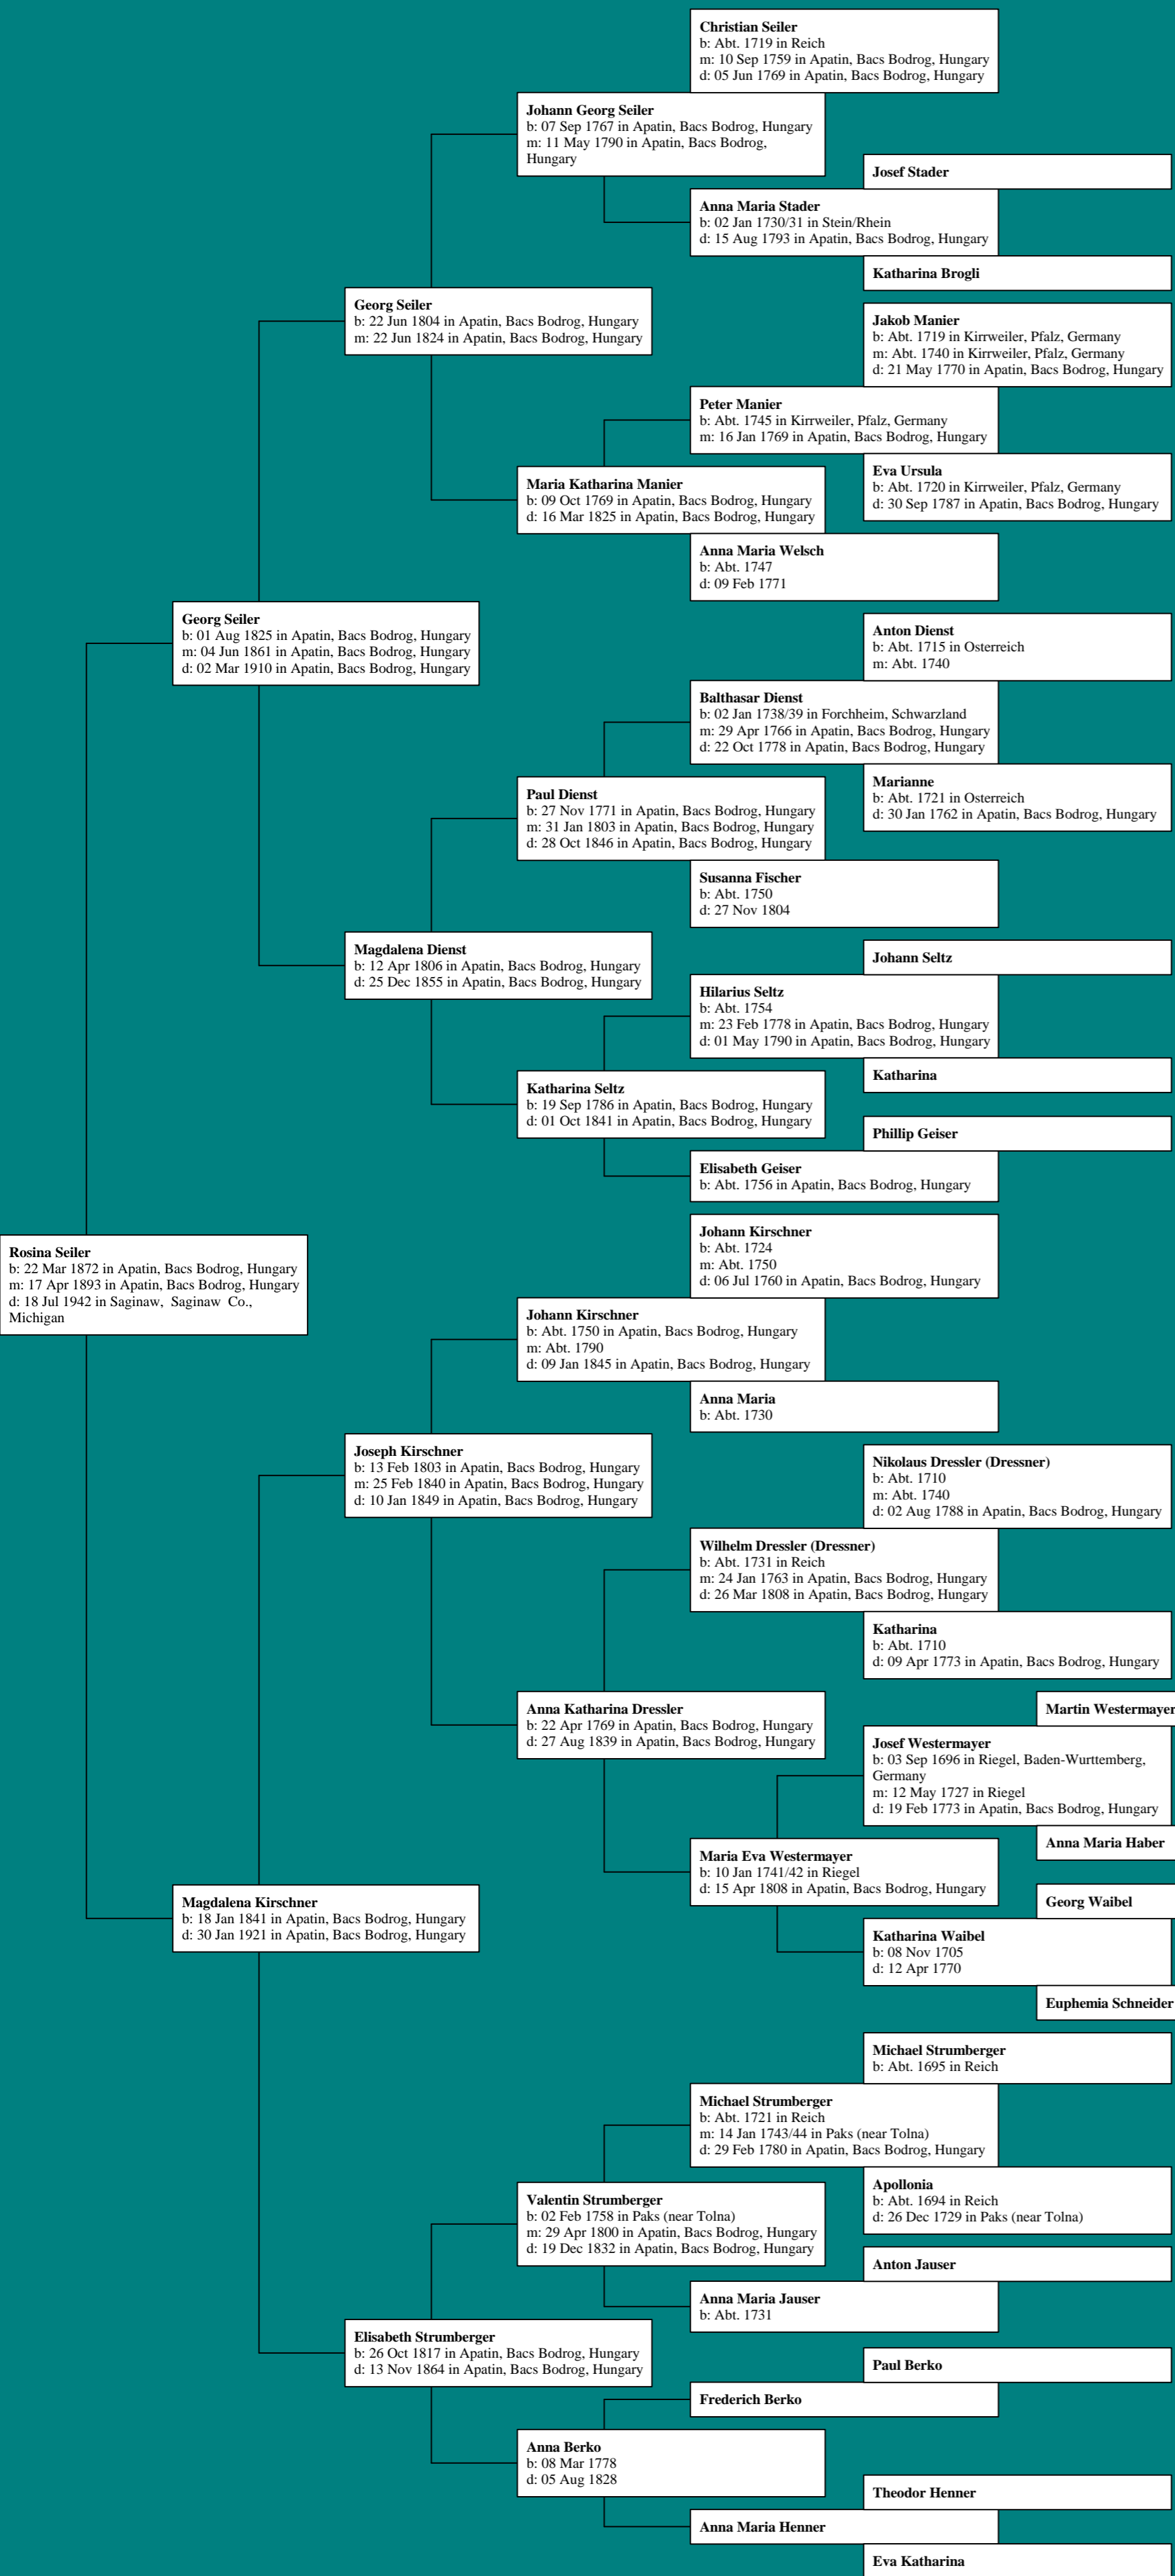 Christian Seiler
b: Abt. 1719 in Reich
m: 10 Sep 1759 in Apatin, Bacs Bodrog, Hungary
d: 05 Jun 1769 in Apatin, Bacs Bodrog, Hungary
Johann Georg Seiler
b: 07 Sep 1767 in Apatin, Bacs Bodrog, Hungary
m: 11 May 1790 in Apatin, Bacs Bodrog,
Hungary
Josef Stader
Anna Maria Stader
b: 02 Jan 1730/31 in Stein/Rhein
d: 15 Aug 1793 in Apatin, Bacs Bodrog, Hungary
Katharina Brogli
Georg Seiler
b: 22 Jun 1804 in Apatin, Bacs Bodrog, Hungary
m: 22 Jun 1824 in Apatin, Bacs Bodrog, Hungary
Jakob Manier
b: Abt. 1719 in Kirrweiler, Pfalz, Germany
m: Abt. 1740 in Kirrweiler, Pfalz, Germany
d: 21 May 1770 in Apatin, Bacs Bodrog, Hungary
Peter Manier
b: Abt. 1745 in Kirrweiler, Pfalz, Germany
m: 16 Jan 1769 in Apatin, Bacs Bodrog, Hungary
Eva Ursula
b: Abt. 1720 in Kirrweiler, Pfalz, Germany
d: 30 Sep 1787 in Apatin, Bacs Bodrog, Hungary
Maria Katharina Manier
b: 09 Oct 1769 in Apatin, Bacs Bodrog, Hungary
d: 16 Mar 1825 in Apatin, Bacs Bodrog, Hungary
Anna Maria Welsch
b: Abt. 1747
d: 09 Feb 1771
Georg Seiler
b: 01 Aug 1825 in Apatin, Bacs Bodrog, Hungary
m: 04 Jun 1861 in Apatin, Bacs Bodrog, Hungary
d: 02 Mar 1910 in Apatin, Bacs Bodrog, Hungary
Anton Dienst
b: Abt. 1715 in Osterreich
m: Abt. 1740
Balthasar Dienst
b: 02 Jan 1738/39 in Forchheim, Schwarzland
m: 29 Apr 1766 in Apatin, Bacs Bodrog, Hungary
d: 22 Oct 1778 in Apatin, Bacs Bodrog, Hungary
Marianne
b: Abt. 1721 in Osterreich
d: 30 Jan 1762 in Apatin, Bacs Bodrog, Hungary
Paul Dienst
b: 27 Nov 1771 in Apatin, Bacs Bodrog, Hungary
m: 31 Jan 1803 in Apatin, Bacs Bodrog, Hungary
d: 28 Oct 1846 in Apatin, Bacs Bodrog, Hungary
Susanna Fischer
b: Abt. 1750
d: 27 Nov 1804
Magdalena Dienst
b: 12 Apr 1806 in Apatin, Bacs Bodrog, Hungary
d: 25 Dec 1855 in Apatin, Bacs Bodrog, Hungary
Johann Seltz
Hilarius Seltz
b: Abt. 1754
m: 23 Feb 1778 in Apatin, Bacs Bodrog, Hungary
d: 01 May 1790 in Apatin, Bacs Bodrog, Hungary
Katharina
Katharina Seltz
b: 19 Sep 1786 in Apatin, Bacs Bodrog, Hungary
d: 01 Oct 1841 in Apatin, Bacs Bodrog, Hungary
Phillip Geiser
Elisabeth Geiser
b: Abt. 1756 in Apatin, Bacs Bodrog, Hungary
Rosina Seiler
b: 22 Mar 1872 in Apatin, Bacs Bodrog, Hungary
m: 17 Apr 1893 in Apatin, Bacs Bodrog, Hungary
d: 18 Jul 1942 in Saginaw, Saginaw Co.,
Michigan
Johann Kirschner
b: Abt. 1724
m: Abt. 1750
d: 06 Jul 1760 in Apatin, Bacs Bodrog, Hungary
Johann Kirschner
b: Abt. 1750 in Apatin, Bacs Bodrog, Hungary
m: Abt. 1790
d: 09 Jan 1845 in Apatin, Bacs Bodrog, Hungary
Anna Maria
b: Abt. 1730
Joseph Kirschner
b: 13 Feb 1803 in Apatin, Bacs Bodrog, Hungary
m: 25 Feb 1840 in Apatin, Bacs Bodrog, Hungary
d: 10 Jan 1849 in Apatin, Bacs Bodrog, Hungary
Nikolaus Dressler (Dressner)
b: Abt. 1710
m: Abt. 1740
d: 02 Aug 1788 in Apatin, Bacs Bodrog, Hungary
Wilhelm Dressler (Dressner)
b: Abt. 1731 in Reich
m: 24 Jan 1763 in Apatin, Bacs Bodrog, Hungary
d: 26 Mar 1808 in Apatin, Bacs Bodrog, Hungary
Katharina
b: Abt. 1710
d: 09 Apr 1773 in Apatin, Bacs Bodrog, Hungary
Anna Katharina Dressler
b: 22 Apr 1769 in Apatin, Bacs Bodrog, Hungary
d: 27 Aug 1839 in Apatin, Bacs Bodrog, Hungary
Martin Westermayer
Josef Westermayer
b: 03 Sep 1696 in Riegel, Baden-Wurttemberg,
Germany
m: 12 May 1727 in Riegel
d: 19 Feb 1773 in Apatin, Bacs Bodrog, Hungary
Anna Maria Haber
Maria Eva Westermayer
b: 10 Jan 1741/42 in Riegel
d: 15 Apr 1808 in Apatin, Bacs Bodrog, Hungary
Georg Waibel
Katharina Waibel
b: 08 Nov 1705
d: 12 Apr 1770
Euphemia Schneider
Magdalena Kirschner
b: 18 Jan 1841 in Apatin, Bacs Bodrog, Hungary
d: 30 Jan 1921 in Apatin, Bacs Bodrog, Hungary
Michael Strumberger
b: Abt. 1695 in Reich
Michael Strumberger
b: Abt. 1721 in Reich
m: 14 Jan 1743/44 in Paks (near Tolna)
d: 29 Feb 1780 in Apatin, Bacs Bodrog, Hungary
Apollonia
b: Abt. 1694 in Reich
d: 26 Dec 1729 in Paks (near Tolna)
Valentin Strumberger
b: 02 Feb 1758 in Paks (near Tolna)
m: 29 Apr 1800 in Apatin, Bacs Bodrog, Hungary
d: 19 Dec 1832 in Apatin, Bacs Bodrog, Hungary
Anton Jauser
Anna Maria Jauser
b: Abt. 1731
Elisabeth Strumberger
b: 26 Oct 1817 in Apatin, Bacs Bodrog, Hungary
d: 13 Nov 1864 in Apatin, Bacs Bodrog, Hungary
Paul Berko
Frederich Berko
Anna Berko
b: 08 Mar 1778
d: 05 Aug 1828
Theodor Henner
Anna Maria Henner
Eva Katharina